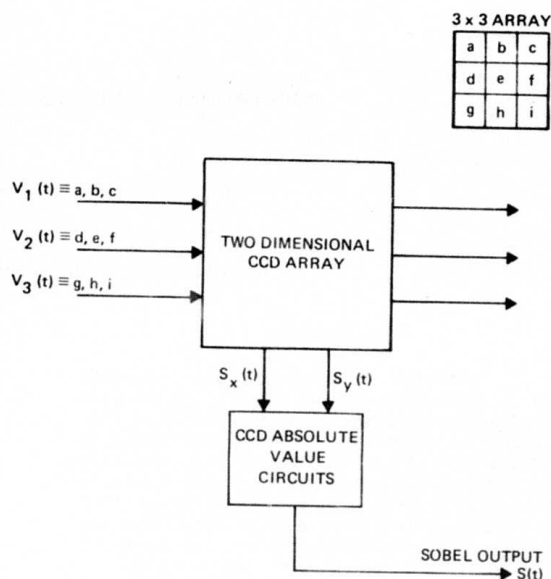 3 x 3 ARRAY
a b c
d e f
g h i
V1 (t) ≡ a, b, c
V2 (t) ≡ d, e, f
V3 (t) ≡ g, h, i
TWO DIMENSIONAL
CCD ARRAY
Sx (t) Sy (t)
CCD ABSOLUTE
VALUE
CIRCUITS
SOBEL OUTPUT
S(t)